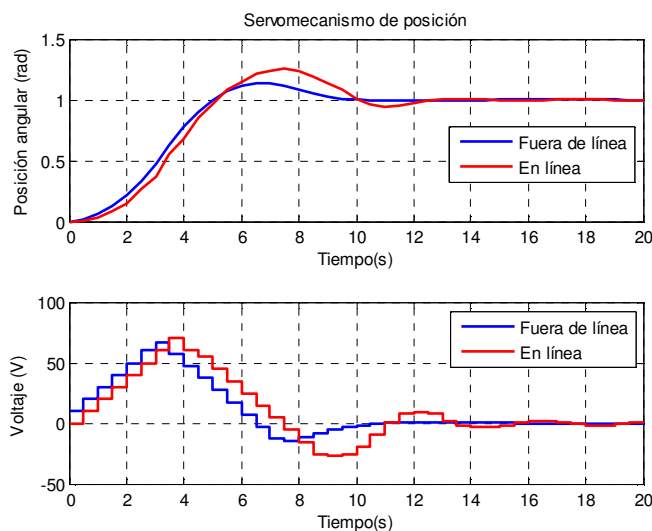 Servomecanismo de posición
Posición angular (rad)
1.5
1
0.5
0
0 2 4 6 8 10 12 14 16 18 20
Tiempo(s)
Fuera de línea
En línea
Voltaje (V)
100
50
0
-50
0 2 4 6 8 10 12 14 16 18 20
Tiempo(s)
Fuera de línea
En línea